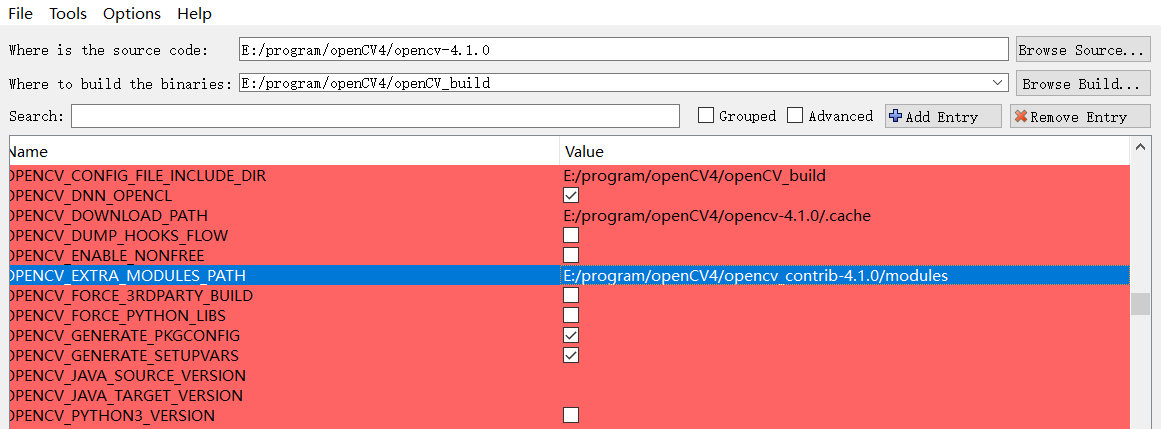 File Tools Options Help
Where is the source code: E:/program/openCV4/opencv-4.1.0 Browse Source...
Where to build the binaries: E:/program/openCV4/openCV_build Browse Build...
Search: Grouped Advanced Add Entry Remove Entry
Name Value
OPENCV_CONFIG_FILE_INCLUDE_DIR E:/program/openCV4/openCV_build
OPENCV_DNN_OPENCL
OPENCV_DOWNLOAD_PATH E:/program/openCV4/opencv-4.1.0/.cache
OPENCV_DUMP_HOOKS_FLOW
OPENCV_ENABLE_NONFREE
OPENCV_EXTRA_MODULES_PATH E:/program/openCV4/opencv_contrib-4.1.0/modules
OPENCV_FORCE_3RDPARTY_BUILD
OPENCV_FORCE_PYTHON_LIBS
OPENCV_GENERATE_PKGCONFIG
OPENCV_GENERATE_SETUPVARS
OPENCV_JAVA_SOURCE_VERSION
OPENCV_JAVA_TARGET_VERSION
OPENCV_PYTHON3_VERSION